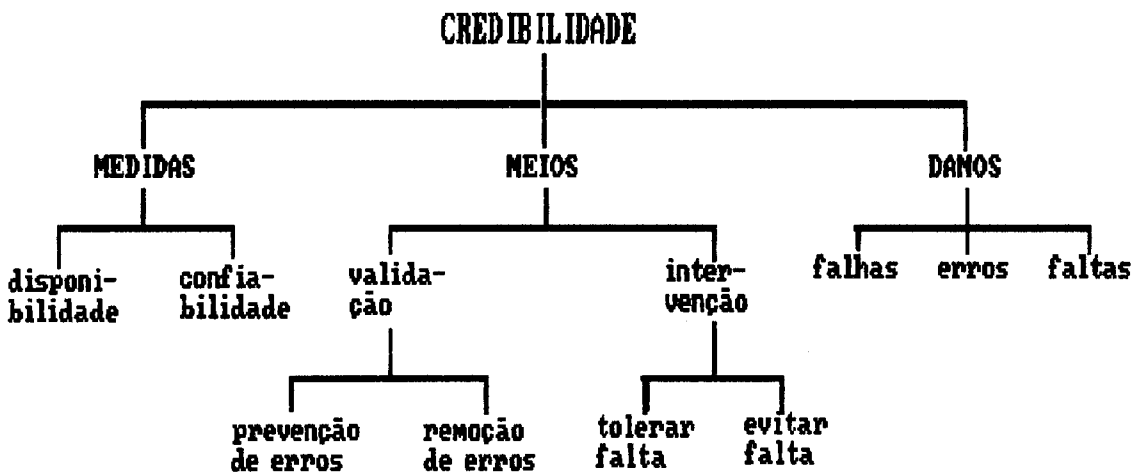 CREDIBILIDADE
MEDIDAS MEIOS DANOS
disponi-
bilidade
confia-
bilidade
valida-
ção
inter-
venção
falhas erros faltas
prevenção
de erros
remoção
de erros
tolerar
falta
evitar
falta